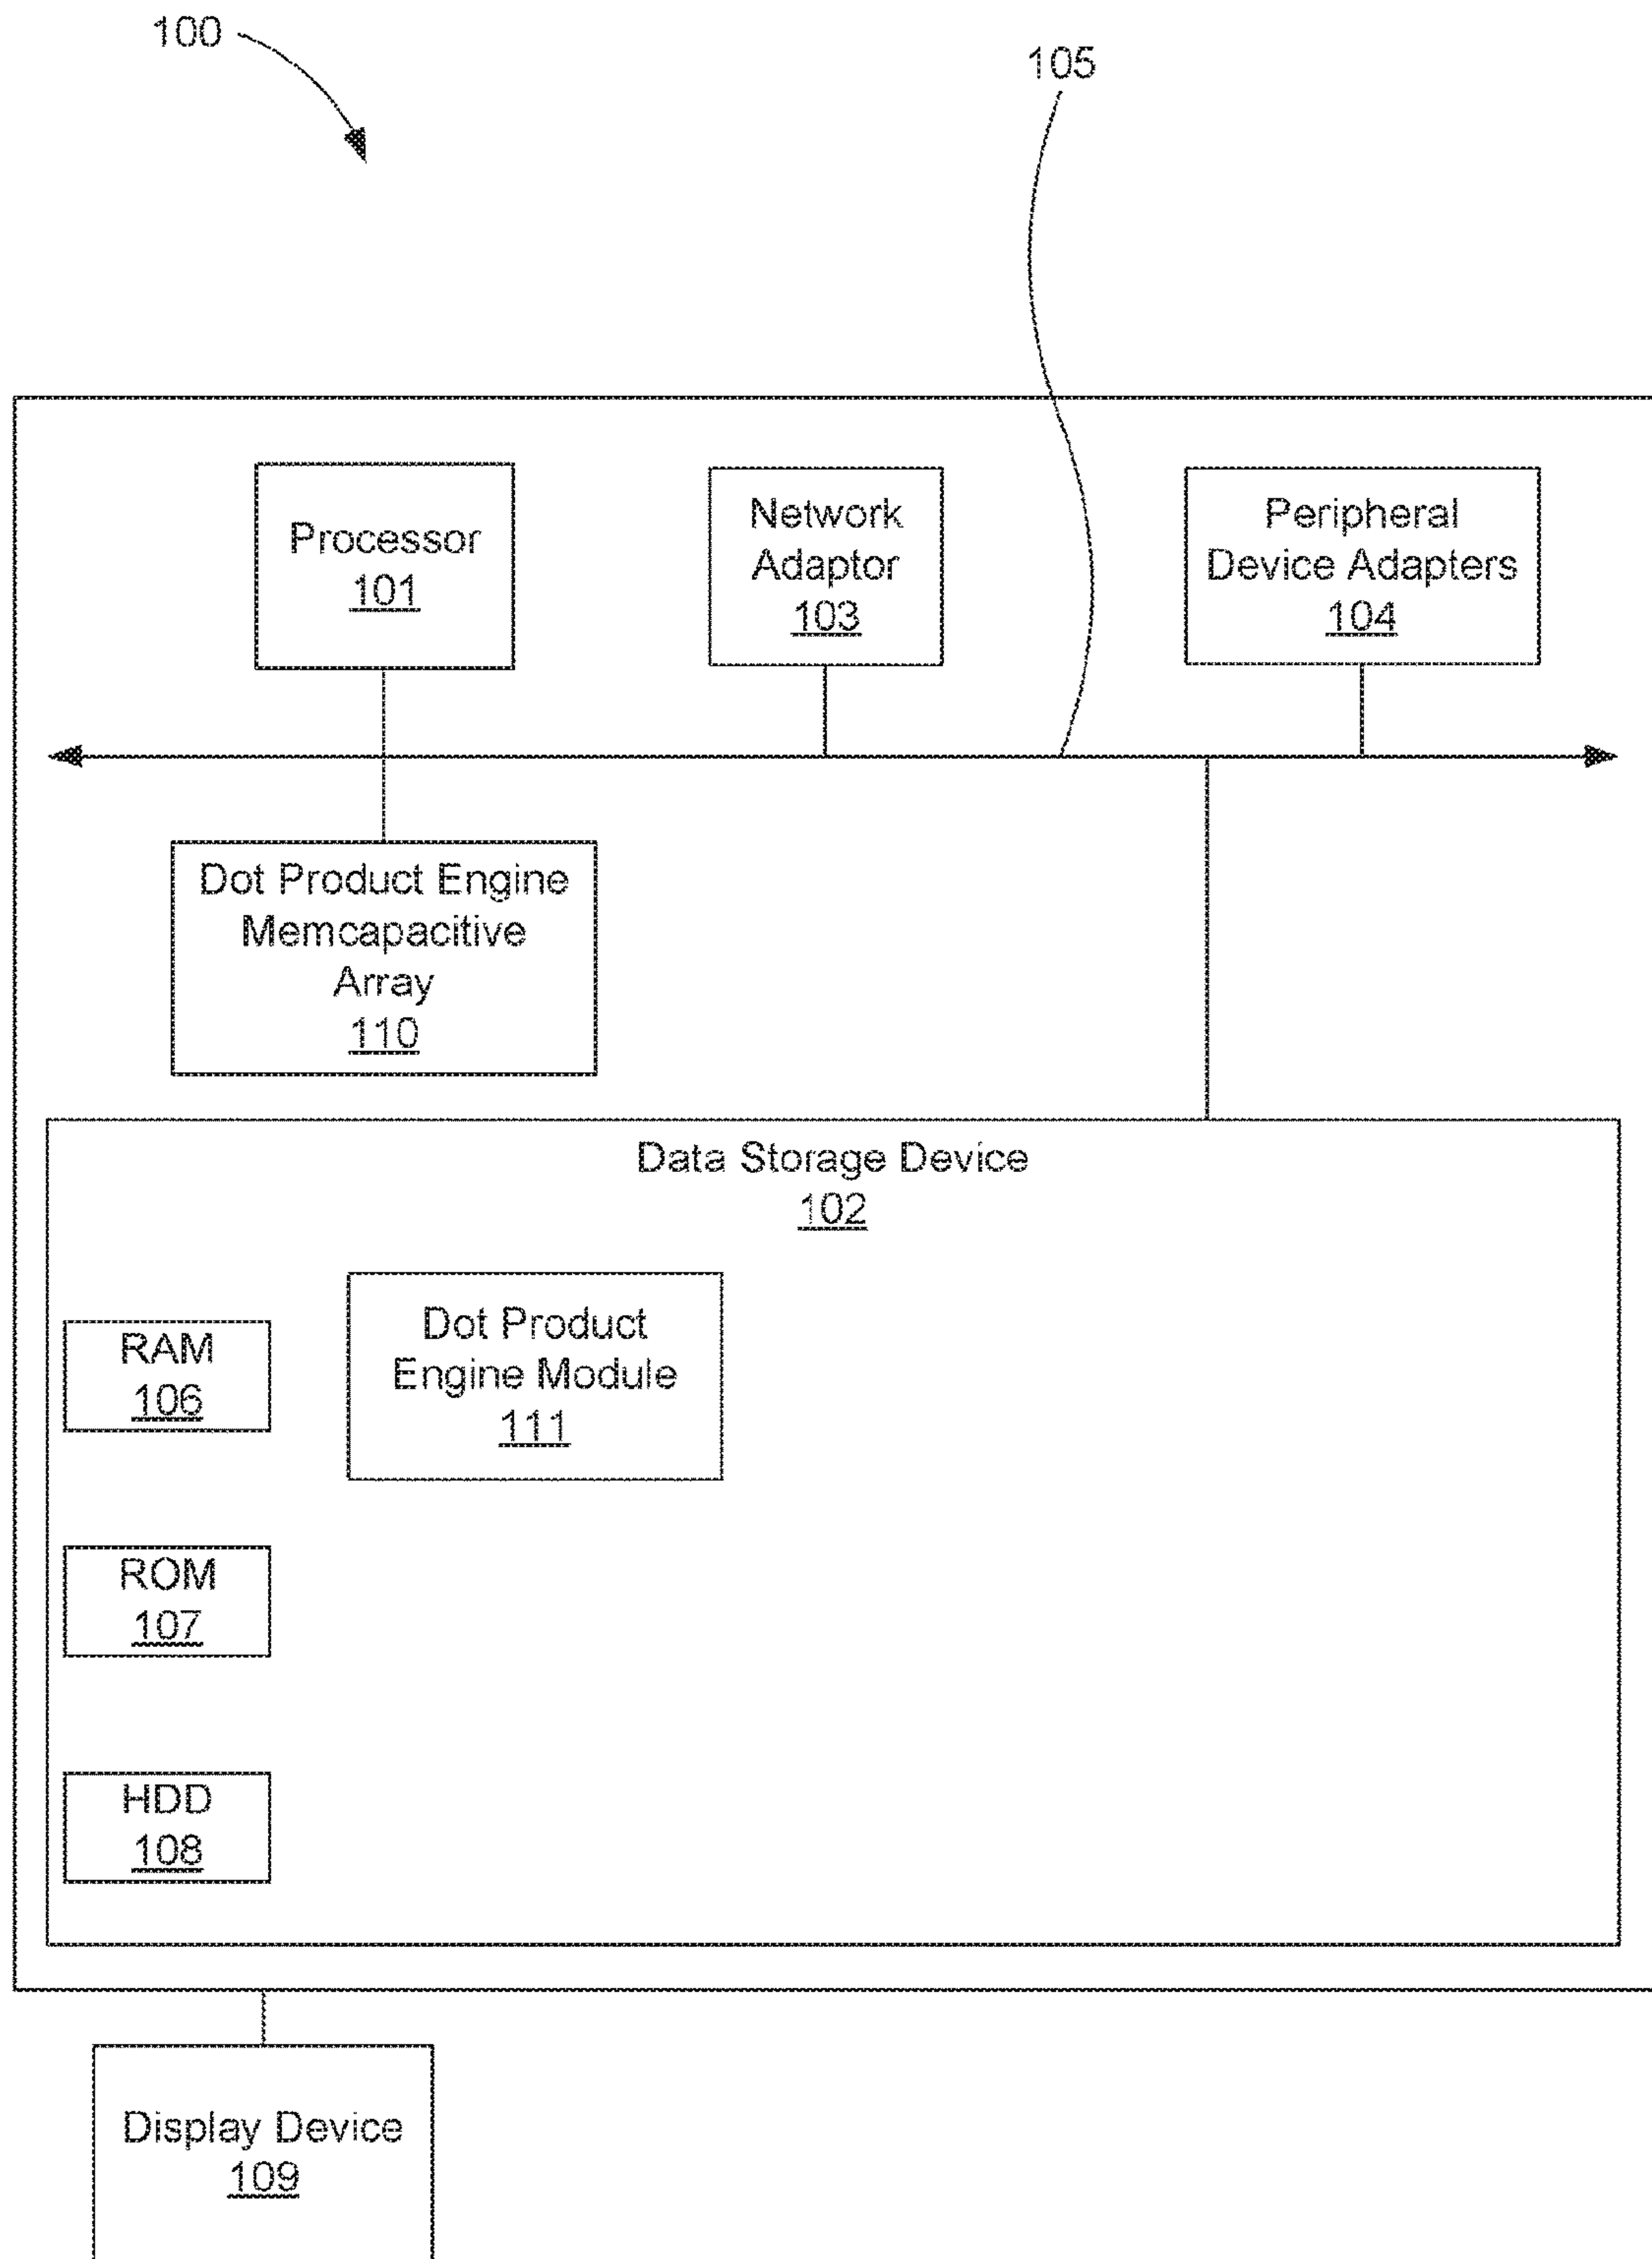 100
105
Processor
101
Network
Adaptor
103
Peripheral
Device Adapters
104
Dot Product Engine
Memcapacitive
Array
110
Data Storage Device
102
Dot Product
Engine Module
111
RAM
106
ROM
107
HDD
108
Display Device
109